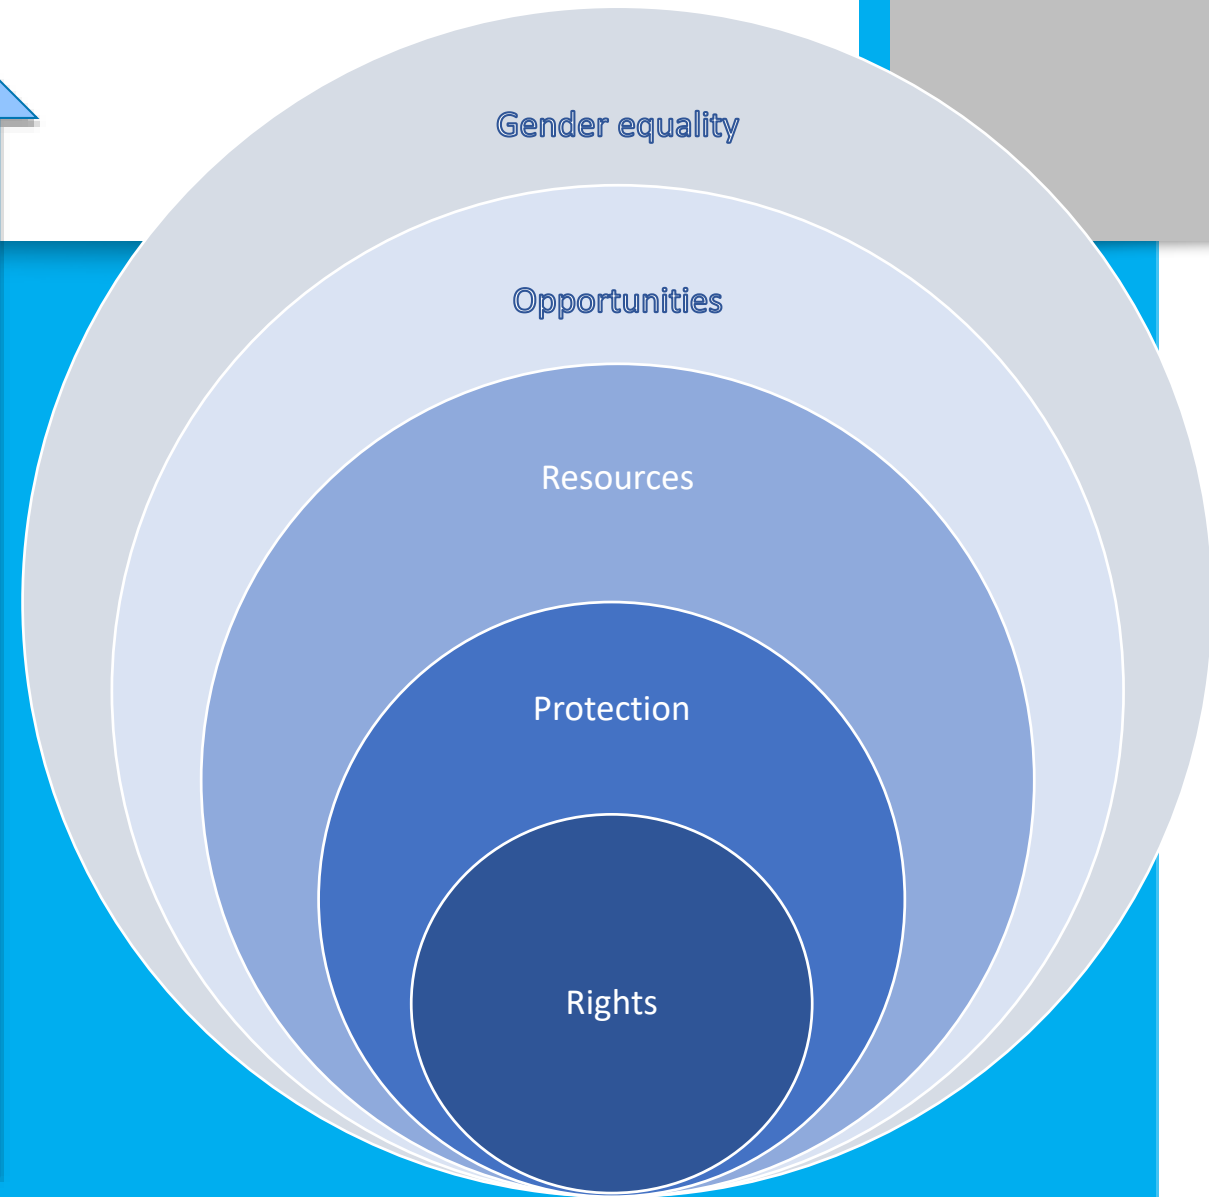 Gender equality
Opportunities
Resources
Protection
Rights